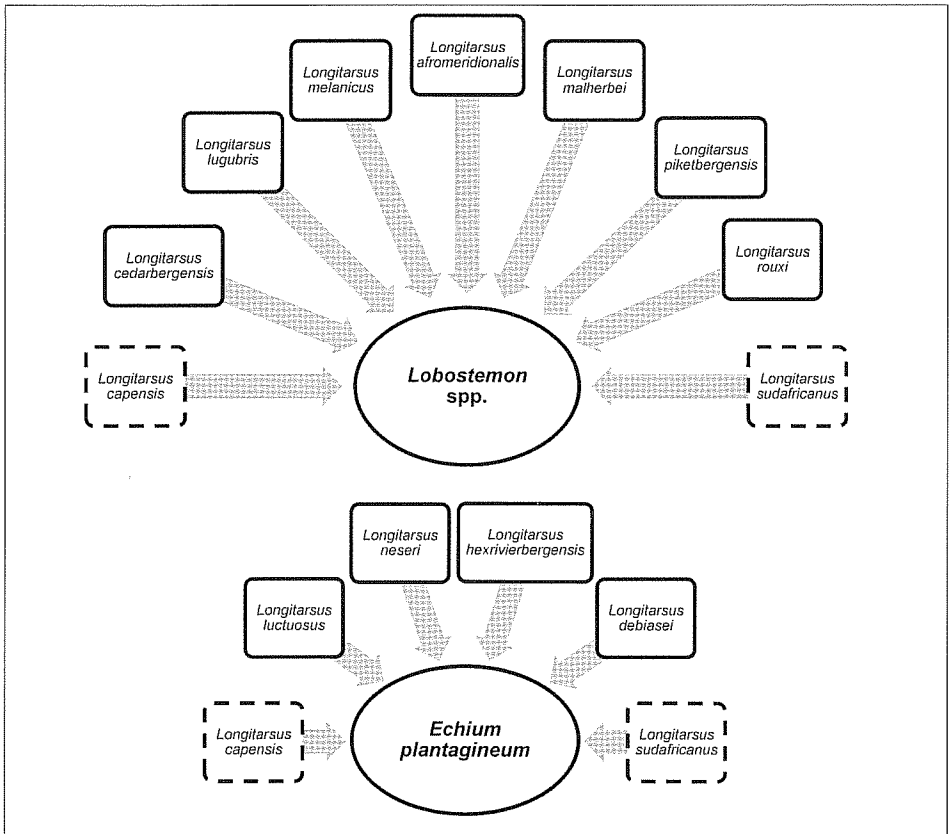 Longitarsus
afromeridionalis
Longitarsus
melanicus
Longitarsus
malherbei
Longitarsus
lugubris
Longitarsus
piketbergensis
Longitarsus
cedarbergensis
Longitarsus
rouxi
Longitarsus
capensis
Lobostemon
spp.
Longitarsus
sudafricanus
Longitarsus
neseri
Longitarsus
hexrivierbergensis
Longitarsus
luctuosus
Longitarsus
debiasei
Longitarsus
capensis
Echium
plantagineum
Longitarsus
sudafricanus